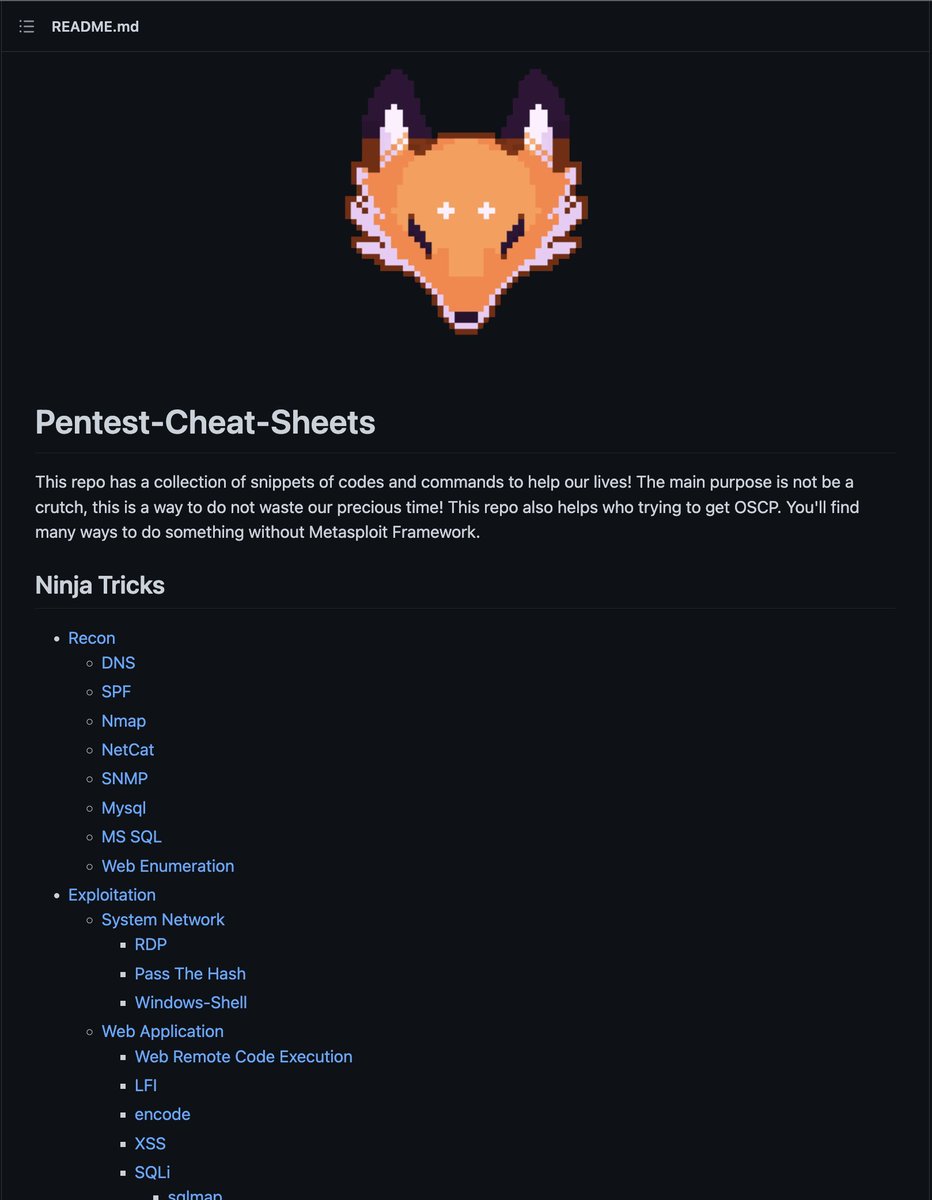 README.md
Pentest-Cheat-Sheets
This repo has a collection of snippets of codes and commands to help our lives! The main purpose is not be a
crutch, this is a way to do not waste our precious time! This repo also helps who trying to get OSCP. You'll find
many ways to do something without Metasploit Framework.
Ninja Tricks
Recon
DNS
SPF
Nmap
NetCat
SNMP
Mysql
MS SQL
Web Enumeration
Exploitation
System Network
RDP
Pass The Hash
Windows-Shell
Web Application
Web Remote Code Execution
LFI
encode
XSS
SQLi
sqlmap